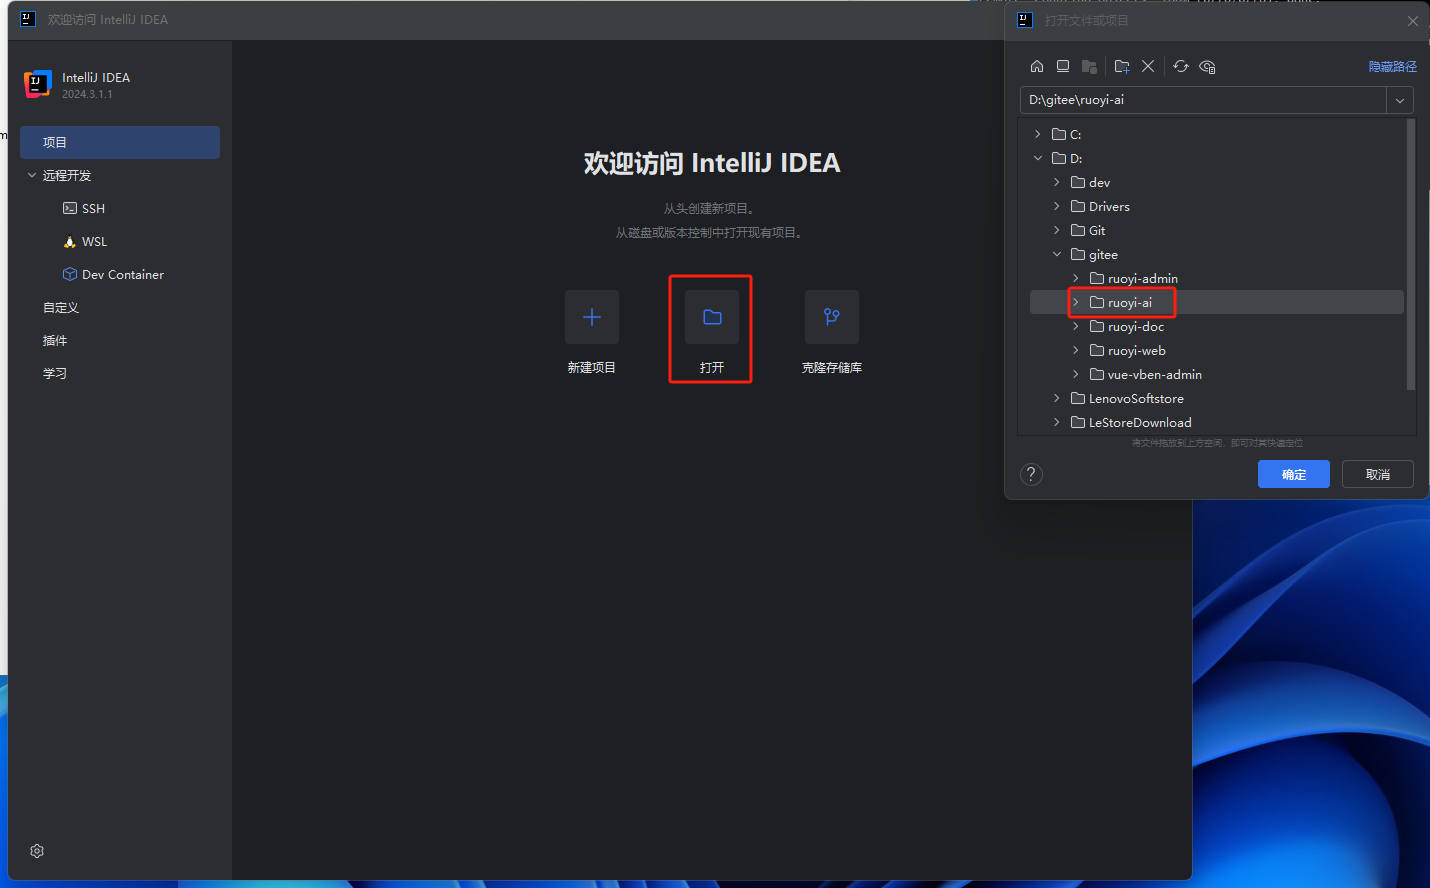 欢迎访问 IntelliJ IDEA
IntelliJ IDEA
2024.3.1.1
项目
远程开发
SSH
WSL
Dev Container
自定义
插件
学习
欢迎访问 IntelliJ IDEA
从头创建新项目。
从磁盘或版本控制中打开现有项目。
新建项目
打开
克隆存储库
打开文件或项目
隐藏路径
D:\gitee\ruoyi-ai
C:
D:
dev
Drivers
Git
gitee
ruoyi-admin
ruoyi-ai
ruoyi-doc
ruoyi-web
vue-vben-admin
LenovoSoftstore
LeStoreDownload
将文件拖放到上方空间，即可对其快速定位
?
确定
取消